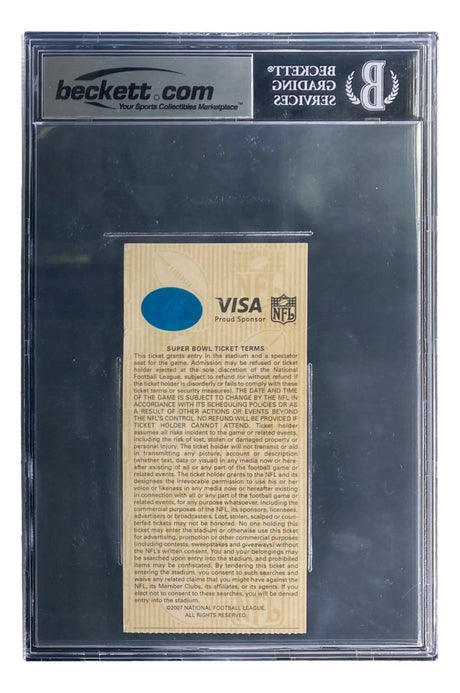 beckett.com
Your Sports Collectibles Marketplace™
BECKETT®
GRADING
SERVICES
B
VISA
Proud Sponsor
NFL
NFL
SUPER BOWL TICKET TERMS
This ticket grants entry in the stadium and a spectator
seat for the game. Admission may be refused or ticket
holder ejected at the sole discretion of the National
Football League, subject to refund (or without refund if
the ticket holder is disorderly or fails to comply with these
ticket terms or security measures). THE DATE AND TIME
OF THE GAME IS SUBJECT TO CHANGE BY THE NFL IN
ACCORDANCE WITH ITS SCHEDULING POLICIES OR AS
A RESULT OF OTHER ACTIONS OR EVENTS BEYOND
THE NFL'S CONTROL. NO REFUND WILL BE PROVIDED IF
TICKET HOLDER CANNOT ATTEND. Ticket holder
assumes all risks incident to the game or related events,
including the risk of lost, stolen or damaged property or
personal injury. The ticket holder will not transmit or aid
in transmitting any picture, account or description
(whether text, data or visual) in any media now or here-
after existing of all or any part of the football game or
related events. The ticket holder grants to the NFL and its
designees the irrevocable permission to use his or her
voice or likeness in any media now or hereafter existing
in connection with all or any part of the football game or
related events, for any purpose whatsoever, including the
commercial purposes of the NFL, its sponsors, licensees,
advertisers or broadcasters. Lost, stolen, scalped or coun-
terfeit tickets may not be honored. No one holding this
ticket may enter the stadium or otherwise use this ticket
for advertising, promotion or other commercial purposes
(including contests, sweepstakes and giveaways) without
the NFL's written consent. You and your belongings may
be searched upon entry into the stadium, and prohibited
items may be confiscated. By tendering this ticket and
entering the stadium, you consent to such searches and
waive any related claims that you might have against the
NFL, its Member Clubs, its affiliates, or its agents. If you
elect not to consent to these searches, you will be denied
entry into the stadium.
©2007 NATIONAL FOOTBALL LEAGUE.
ALL RIGHTS RESERVED.